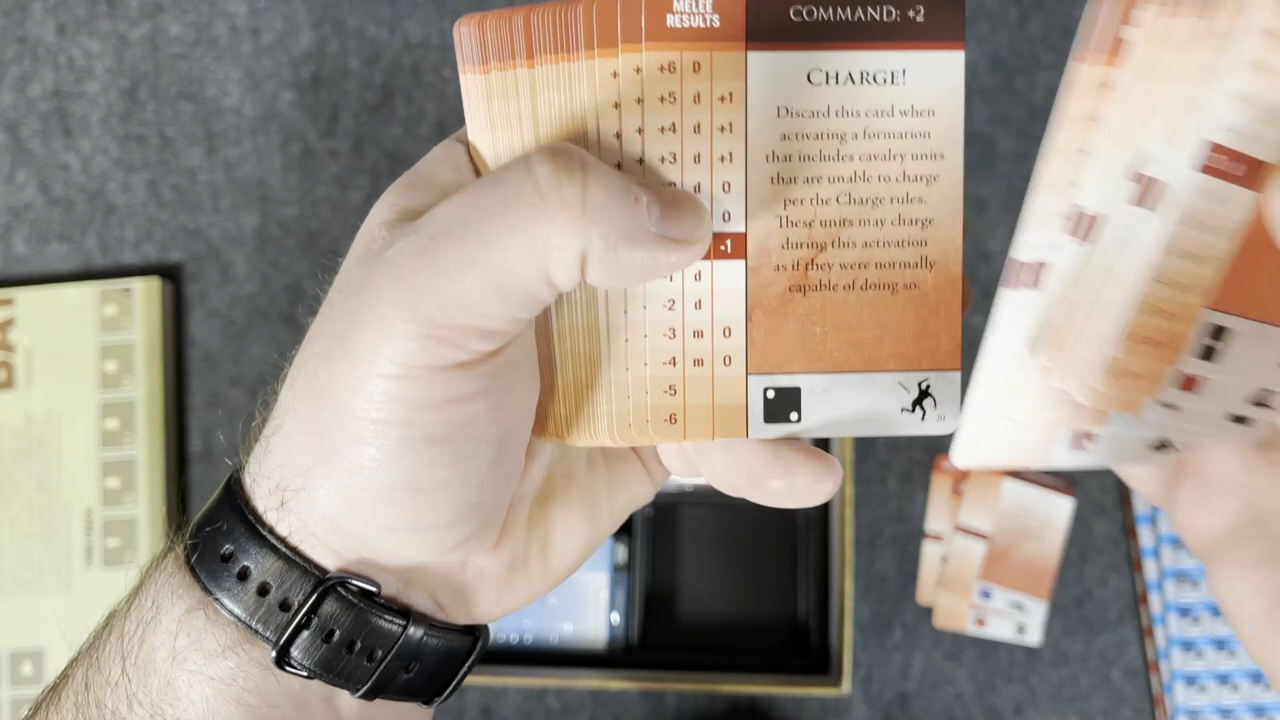 MELEE
RESULTS
COMMAND: +2
CHARGE!
Discard this card when
activating a formation
that includes cavalry units
that are unable to charge
per the Charge rules.
These units may charge
during this activation
as if they were normally
capable of doing so.
+ + +6 D
+ + +5 d +1
+ + +4 d +1
+ + +3 d +1
d 0
0
-1
-1 d
-2 d
-3 m 0
-4 m 0
-5
-6
20